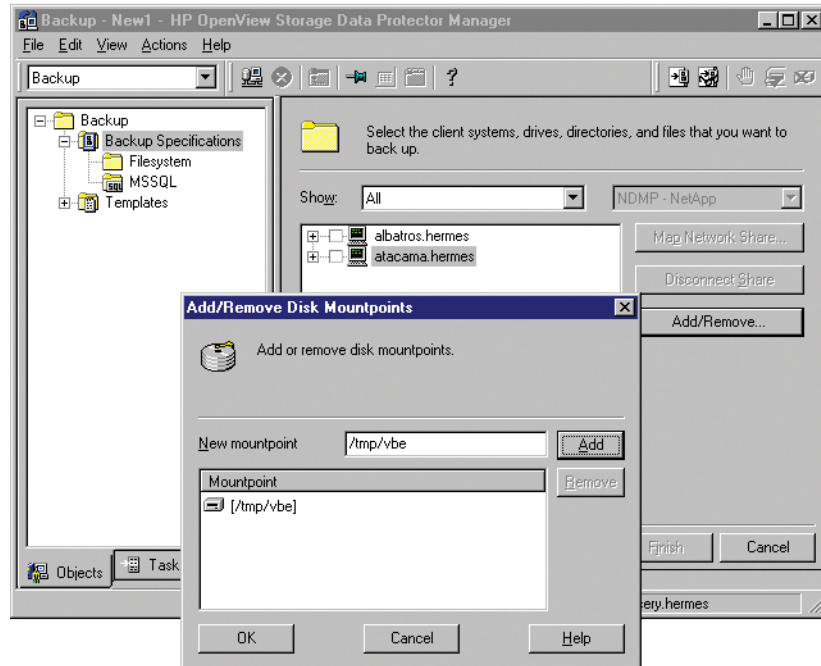 Backup - New1 - HP OpenView Storage Data Protector Manager
File Edit View Actions Help
Backup
Backup
Backup Specifications
Filesystem
MSSQL
Templates
Select the client systems, drives, directories, and files that you want to
back up.
Show: All NDMP - NetApp
albatros.hermes
atacama.hermes
Map Network Share...
Disconnect Share
Add/Remove...
Add/Remove Disk Mountpoints
Add or remove disk mountpoints.
New mountpoint /tmp/vbe Add
Mountpoint
Remove
[/tmp/vbe]
OK Cancel Help
Finish Cancel
Objects Task
ery.hermes